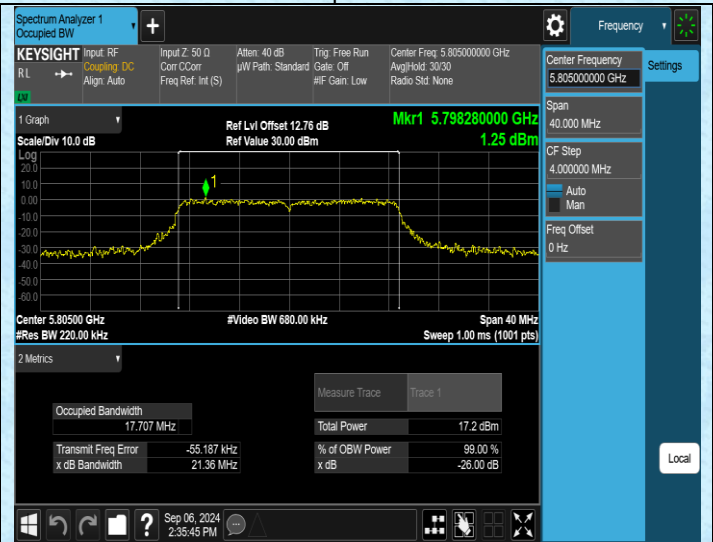 Spectrum Analyzer 1
Occupied BW
+
Frequency
KEYSIGHT
RL
LXI
Input: RF
Coupling: DC
Align: Auto
Input Z: 50 Ω
Corr CCorr
Freq Ref: Int (S)
Atten: 40 dB
µW Path: Standard
Trig: Free Run
Gate: Off
#IF Gain: Low
Center Freq: 5.805000000 GHz
Avg|Hold: 30/30
Radio Std: None
1 Graph
Scale/Div 10.0 dB
Ref Lvl Offset 12.76 dB
Ref Value 30.00 dBm
Mkr1 5.798280000 GHz
1.25 dBm
Log
20.0
10.0
0.00
-10.0
-20.0
-30.0
-40.0
-50.0
-60.0
1
Center 5.80500 GHz
#Res BW 220.00 kHz
#Video BW 680.00 kHz
Span 40 MHz
Sweep 1.00 ms (1001 pts)
2 Metrics
Measure Trace
Trace 1
Occupied Bandwidth
17.707 MHz
Total Power
17.2 dBm
Transmit Freq Error
-55.187 kHz
% of OBW Power
99.00 %
x dB Bandwidth
21.36 MHz
x dB
-26.00 dB
Center Frequency
5.805000000 GHz
Settings
Span
40.000 MHz
CF Step
4.000000 MHz
Auto
Man
Freq Offset
0 Hz
Local
?
Sep 06, 2024
2:35:45 PM